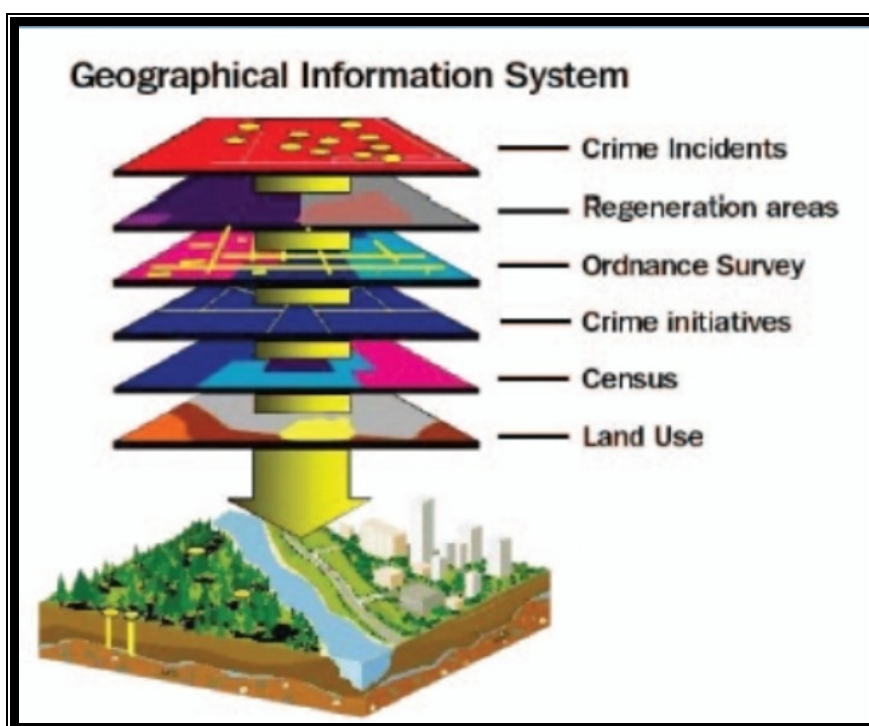 Geographical Information System
Crime Incidents
Regeneration areas
Ordnance Survey
Crime initiatives
Census
Land Use